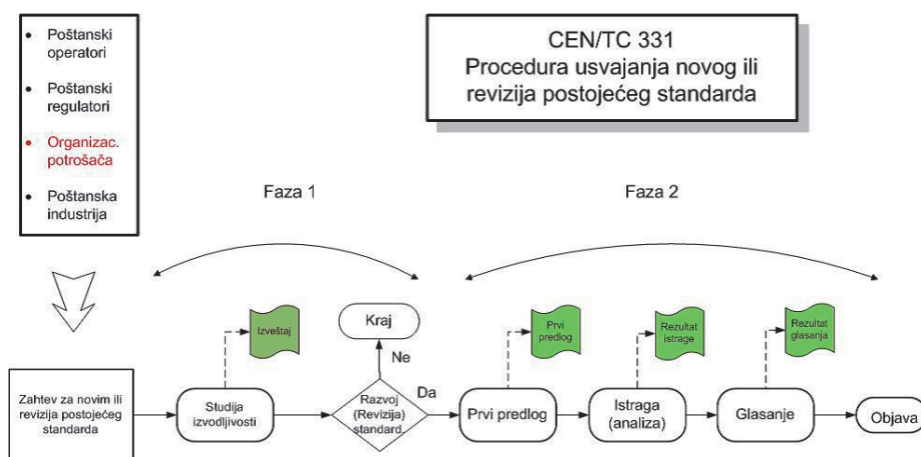 • Poštanski
operatori
• Poštanski
regulatori
• Organizac.
potrošača
• Poštanska
industrija
CEN/TC 331
Procedura usvajanja novog ili
revizija postojećeg standarda
Faza 1
Faza 2
Izveštaj
Kraj
Prvi
predlog
Rezultat
istrage
Rezultat
glasanja
Ne
Da
Zahtev za novim ili
revizija postojećeg
standarda
Studija
izvodljivosti
Razvoj
(Revizija)
standard.
Prvi predlog
Istraga
(analiza)
Glasanje
Objava